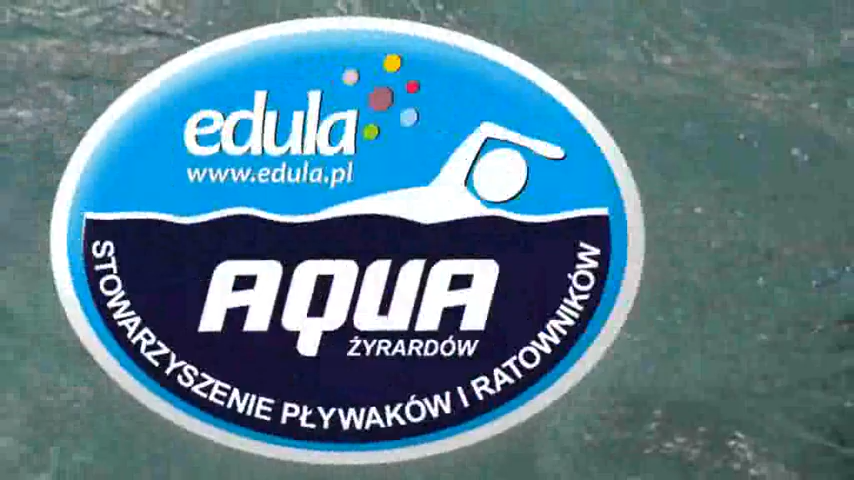 edula
www.edula.pl
AQUA
ŻYRARDÓW
STOWARZYSZENIE PŁYWAKÓW I RATOWNIKÓW